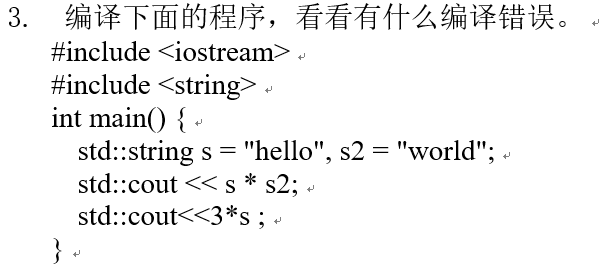 3. 编译下面的程序，看看有什么编译错误。
#include <iostream>
#include <string>
int main() {
std::string s = "hello", s2 = "world";
std::cout << s * s2;
std::cout<<3*s ;
}